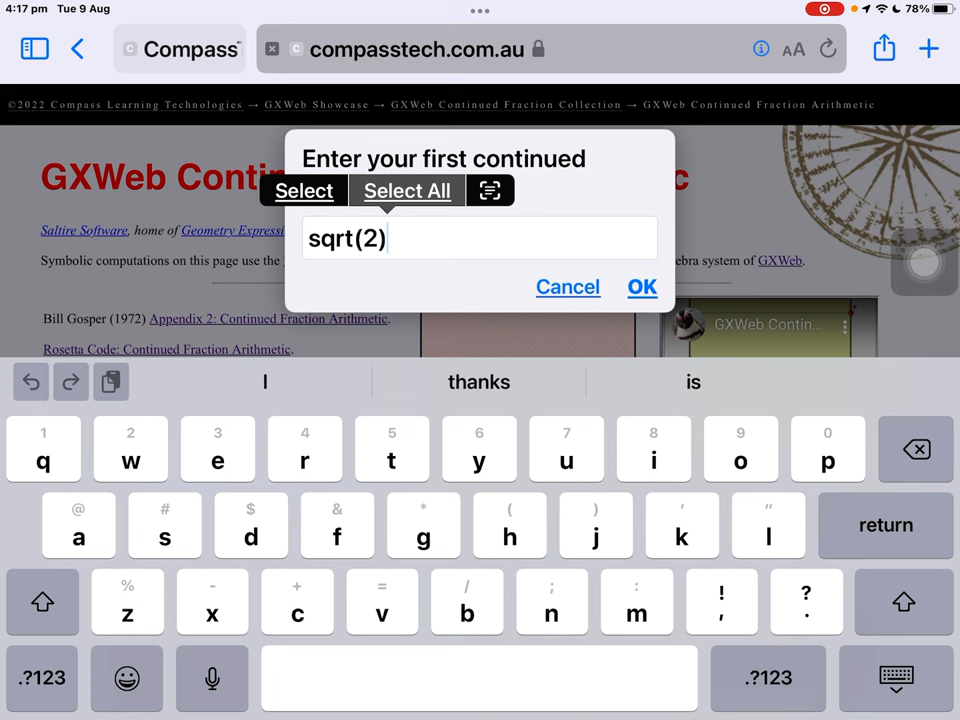 4:17 pm Tue 9 Aug 78%
Compass
compasstech.com.au AA
©2022 Compass Learning Technologies → GXWeb Showcase → GXWeb Continued Fraction Collection → GXWeb Continued Fraction Arithmetic
Enter your first continued
GXWeb Conti c
Select Select All
Saltire Software, home of Geometry Expressi
sqrt(2)
Symbolic computations on this page use the ebra system of GXWeb.
Cancel OK
Bill Gosper (1972) Appendix 2: Continued Fraction Arithmetic.
GXWeb Contin...
Rosetta Code: Continued Fraction Arithmetic.
I thanks is
1 2 3 4 5 6 7 8 9 0
q w e r t y u i o p
@ # $ & * ( ) ' "
a s d f g h j k l return
% - + = / ; : ! ?
z x c v b n m , .
.?123 .?123